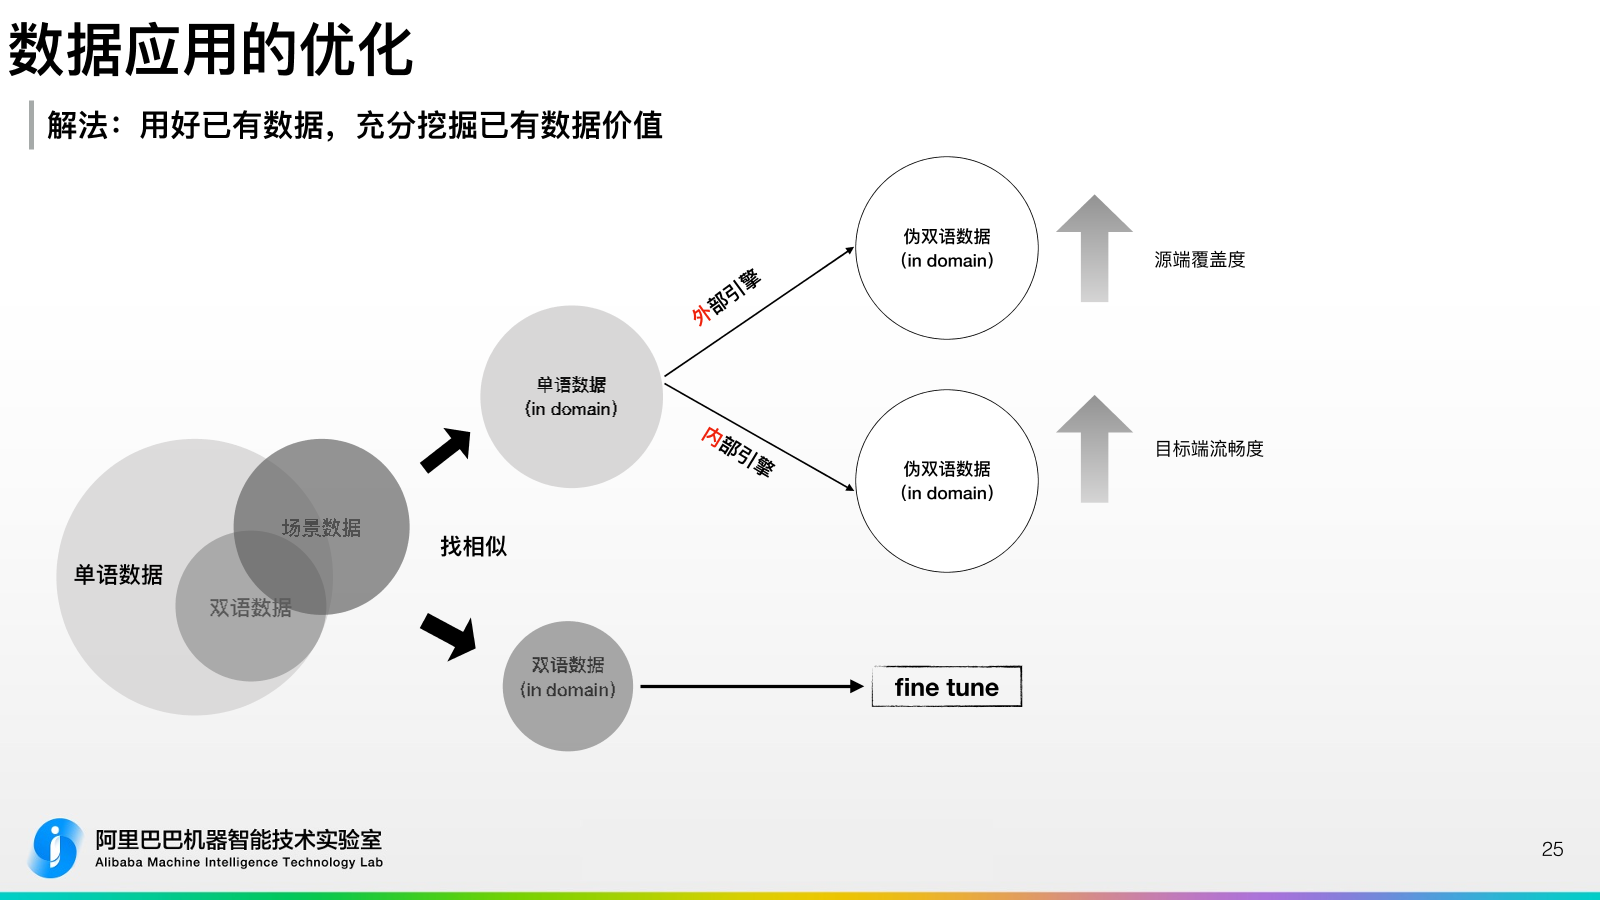 数据应用的优化
解法：用好已有数据，充分挖掘已有数据价值
伪双语数据
（in domain）
源端覆盖度
外部引擎
单语数据
（in domain）
内部引擎
伪双语数据
（in domain）
目标端流畅度
场景数据
单语数据
双语数据
找相似
双语数据
（in domain）
fine tune
阿里巴巴机器智能技术实验室
Alibaba Machine Intelligence Technology Lab
25